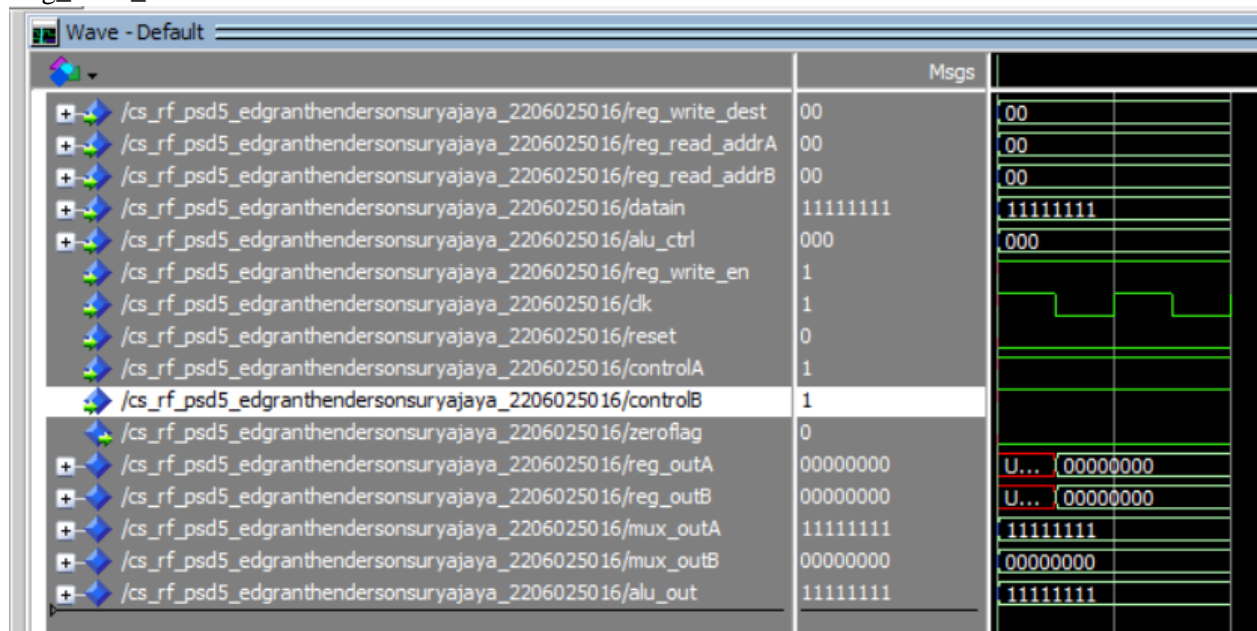 Wave - Default
Msgs
/cs_rf_psd5_edgranthendersonsuryajaya_2206025016/reg_write_dest 00 00
/cs_rf_psd5_edgranthendersonsuryajaya_2206025016/reg_read_addrA 00 00
/cs_rf_psd5_edgranthendersonsuryajaya_2206025016/reg_read_addrB 00 00
/cs_rf_psd5_edgranthendersonsuryajaya_2206025016/datain 11111111 11111111
/cs_rf_psd5_edgranthendersonsuryajaya_2206025016/alu_ctrl 000 000
/cs_rf_psd5_edgranthendersonsuryajaya_2206025016/reg_write_en 1
/cs_rf_psd5_edgranthendersonsuryajaya_2206025016/clk 1
/cs_rf_psd5_edgranthendersonsuryajaya_2206025016/reset 0
/cs_rf_psd5_edgranthendersonsuryajaya_2206025016/controlA 1
/cs_rf_psd5_edgranthendersonsuryajaya_2206025016/controlB 1
/cs_rf_psd5_edgranthendersonsuryajaya_2206025016/zeroflag 0
/cs_rf_psd5_edgranthendersonsuryajaya_2206025016/reg_outA 00000000 U... 00000000
/cs_rf_psd5_edgranthendersonsuryajaya_2206025016/reg_outB 00000000 U... 00000000
/cs_rf_psd5_edgranthendersonsuryajaya_2206025016/mux_outA 11111111 11111111
/cs_rf_psd5_edgranthendersonsuryajaya_2206025016/mux_outB 00000000 00000000
/cs_rf_psd5_edgranthendersonsuryajaya_2206025016/alu_out 11111111 11111111